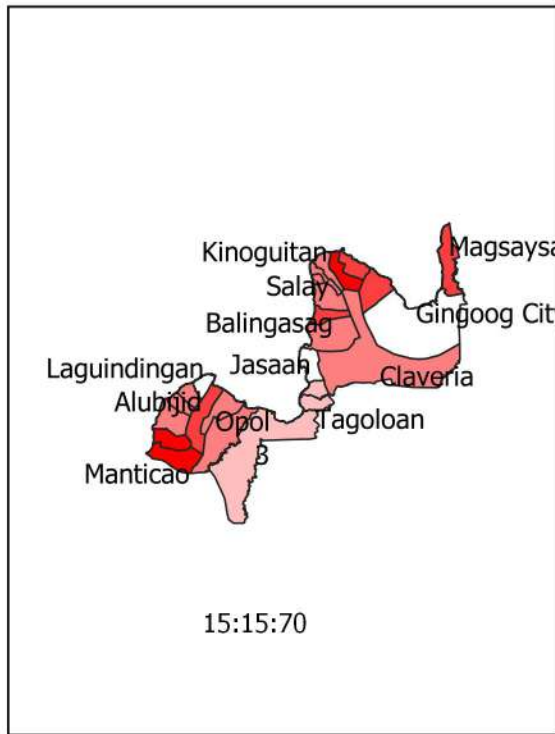 Kinoguitan
Magsaysa
Salay
Gingoog Cit
Balingasag
Jasaan
Laguindingan
Claveria
Alubijid
Opol
Tagoloan
Manticao
15:15:70